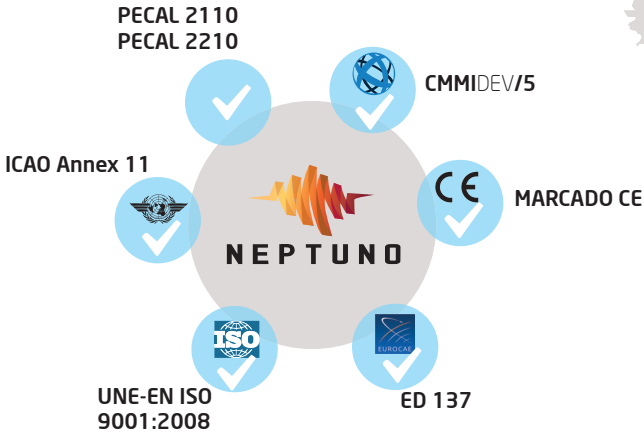 PECAL 2110
PECAL 2210
CMMIDEV/5
ICAO Annex 11
CE
MARCADO CE
NEPTUNO
ISO
EUROCAE
UNE-EN ISO
9001:2008
ED 137